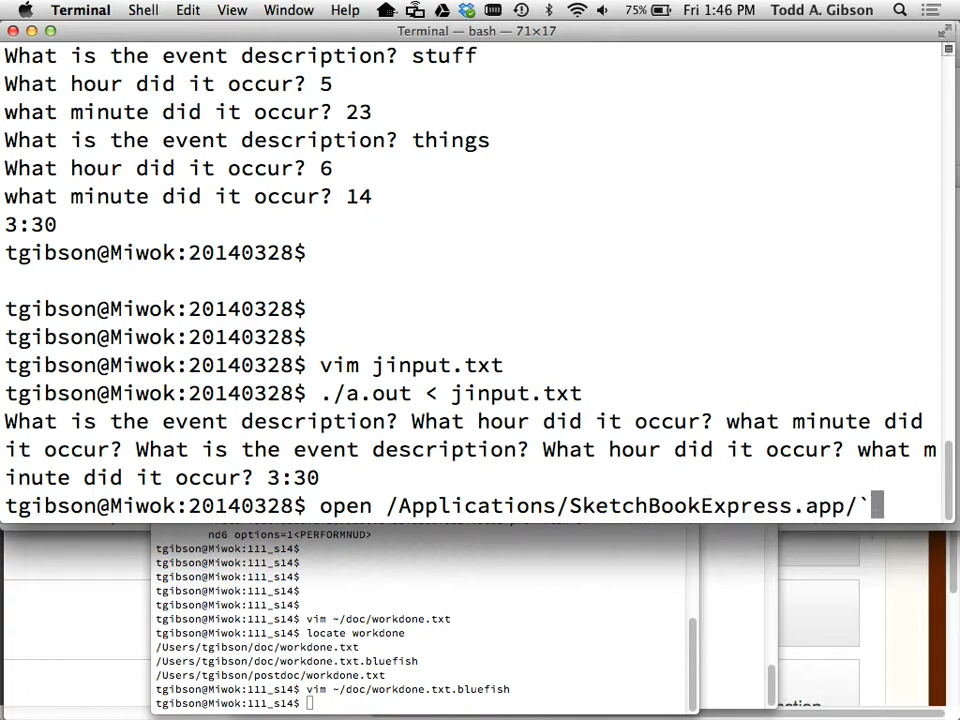 Terminal Shell Edit View Window Help 75% Fri 1:46 PM Todd A. Gibson
Terminal — bash — 71×17
What is the event description? stuff
What hour did it occur? 5
what minute did it occur? 23
What is the event description? things
What hour did it occur? 6
what minute did it occur? 14
3:30
tgibson@Miwok:20140328$
tgibson@Miwok:20140328$
tgibson@Miwok:20140328$
tgibson@Miwok:20140328$ vim jinput.txt
tgibson@Miwok:20140328$ ./a.out < jinput.txt
What is the event description? What hour did it occur? what minute did
it occur? What is the event description? What hour did it occur? what m
inute did it occur? 3:30
tgibson@Miwok:20140328$ open /Applications/SketchBookExpress.app/`
nd6 options=1<PERFORMNUD>
tgibson@Miwok:111_s14$
tgibson@Miwok:111_s14$
tgibson@Miwok:111_s14$
tgibson@Miwok:111_s14$
tgibson@Miwok:111_s14$
tgibson@Miwok:111_s14$ vim ~/doc/workdone.txt
tgibson@Miwok:111_s14$ locate workdone
/Users/tgibson/doc/workdone.txt
/Users/tgibson/doc/workdone.txt.bluefish
/Users/tgibson/postdoc/workdone.txt
tgibson@Miwok:111_s14$ vim ~/doc/workdone.txt.bluefish
tgibson@Miwok:111_s14$